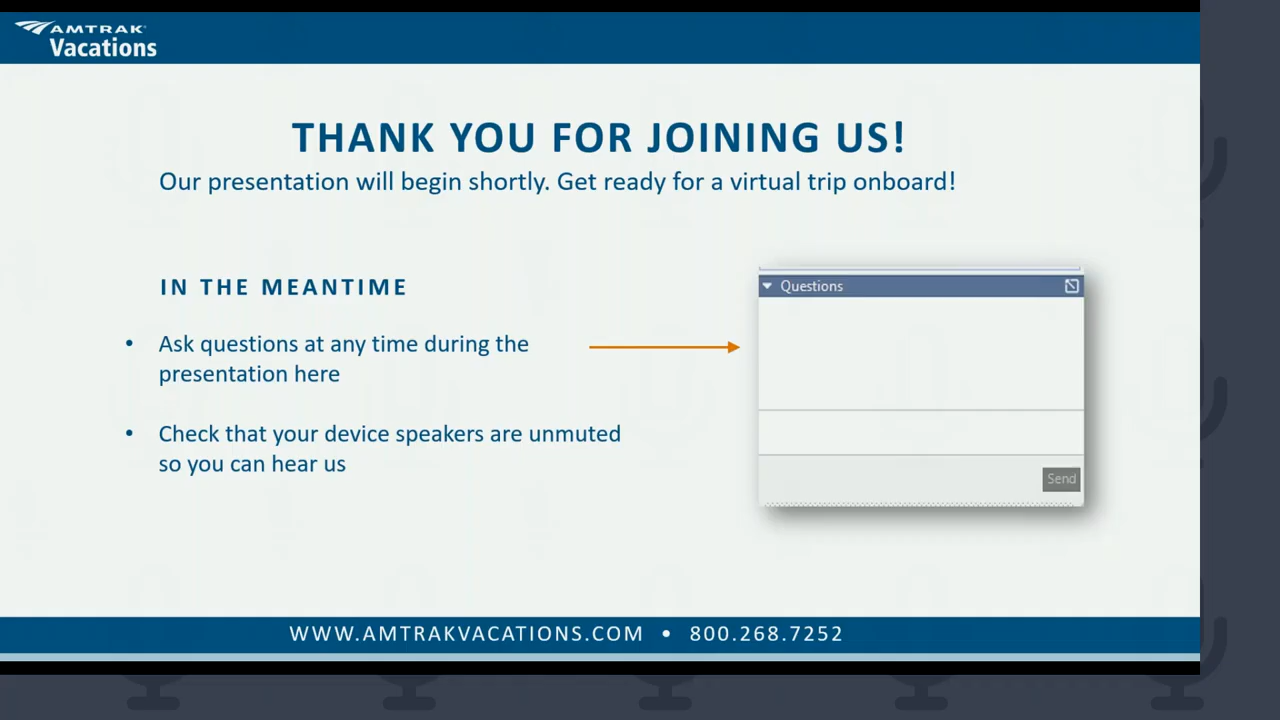 AMTRAK
Vacations
THANK YOU FOR JOINING US!
Our presentation will begin shortly. Get ready for a virtual trip onboard!
IN THE MEANTIME
• Ask questions at any time during the
presentation here
• Check that your device speakers are unmuted
so you can hear us
Questions
Send
WWW.AMTRAKVACATIONS.COM • 800.268.7252